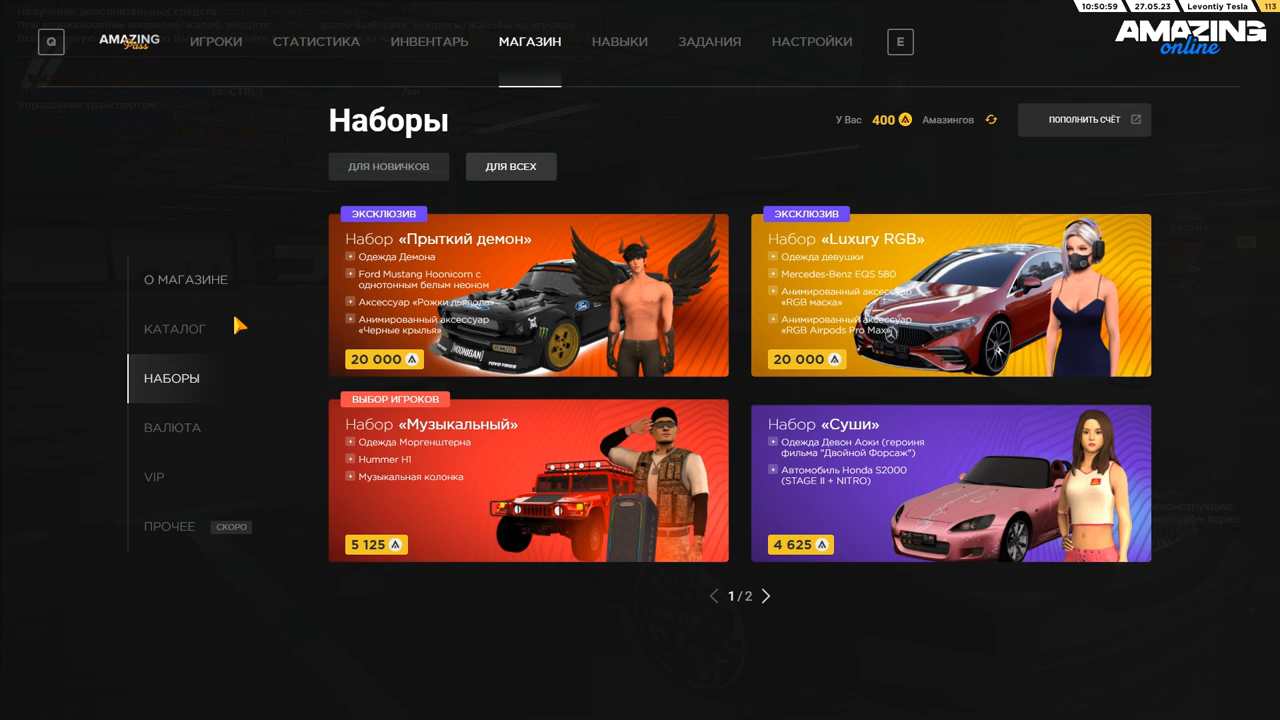 10:50:59 27.05.23 Levontiy Tesla 113
Q AMAZING Pass ИГРОКИ СТАТИСТИКА ИНВЕНТАРЬ МАГАЗИН НАВЫКИ ЗАДАНИЯ НАСТРОЙКИ E
AMAZING
online
Наборы
У Вас 400 Амазингов
ПОПОЛНИТЬ СЧЁТ
ДЛЯ НОВИЧКОВ ДЛЯ ВСЕХ
О МАГАЗИНЕ
КАТАЛОГ
НАБОРЫ
ВАЛЮТА
VIP
ПРОЧЕЕ СКОРО
ЭКСКЛЮЗИВ
Набор «Прыткий демон»
Одежда Демона
Ford Mustang Hoonicorn с
однотонным белым неоном
Аксессуар «Рожки дьявола»
Анимированный аксессуар
«Черные крылья»
20 000
HOONIGAN
TOYO TIRES
Ford
ЭКСКЛЮЗИВ
Набор «Luxury RGB»
Одежда девушки
Mercedes-Benz EQS 580
Анимированный аксессуар
«RGB маска»
Анимированный аксессуар
«RGB Airpods Pro Max»
20 000
ВЫБОР ИГРОКОВ
Набор «Музыкальный»
Одежда Моргенштерна
Hummer H1
Музыкальная колонка
5 125
Набор «Суши»
Одежда Девон Аоки (героиня
фильма "Двойной Форсаж")
Автомобиль Honda S2000
(STAGE II + NITRO)
4 625
1 / 2